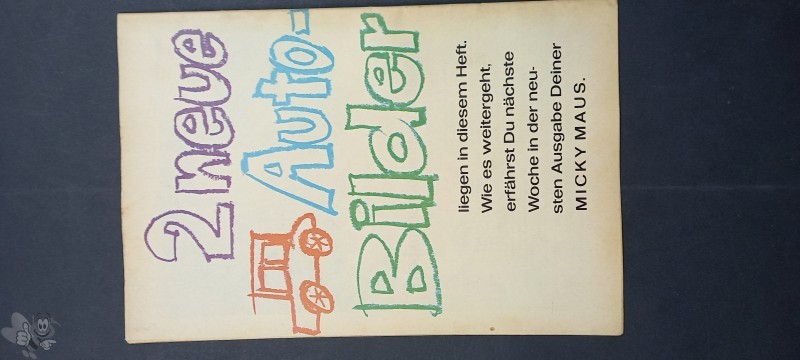 2 neue
Auto-
Bilder
liegen in diesem Heft.
Wie es weitergeht,
erfährst Du nächste
Woche in der neu-
sten Ausgabe Deiner
MICKY MAUS.